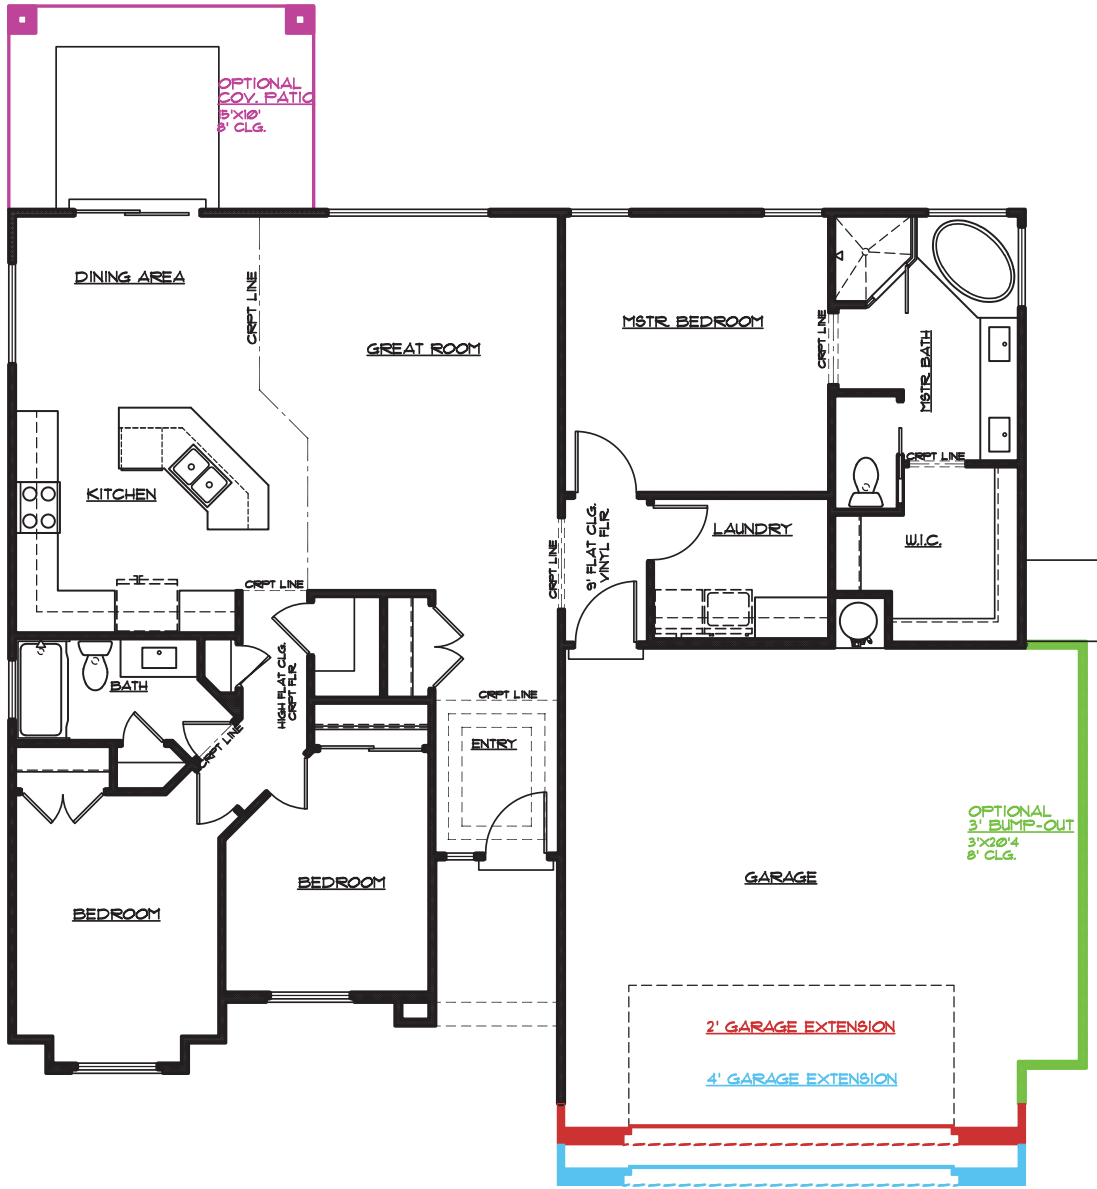 OPTIONAL
COV. PATIO
15'X10'
8' CLG.
DINING AREA
CRPT LINE
GREAT ROOM
MSTR. BEDROOM
CRPT LINE
MSTR BATH
CRPT LINE
KITCHEN
CRPT LINE
9' FLAT CLG.
VINYL FLR
LAUNDRY
W.I.C.
CRPT LINE
BATH
HIGH FLAT CLG.
CRPT FLR
CRPT LINE
CRPT LINE
ENTRY
OPTIONAL
3' BUMP-OUT
3'X20'4
8' CLG.
GARAGE
BEDROOM
BEDROOM
2' GARAGE EXTENSION
4' GARAGE EXTENSION